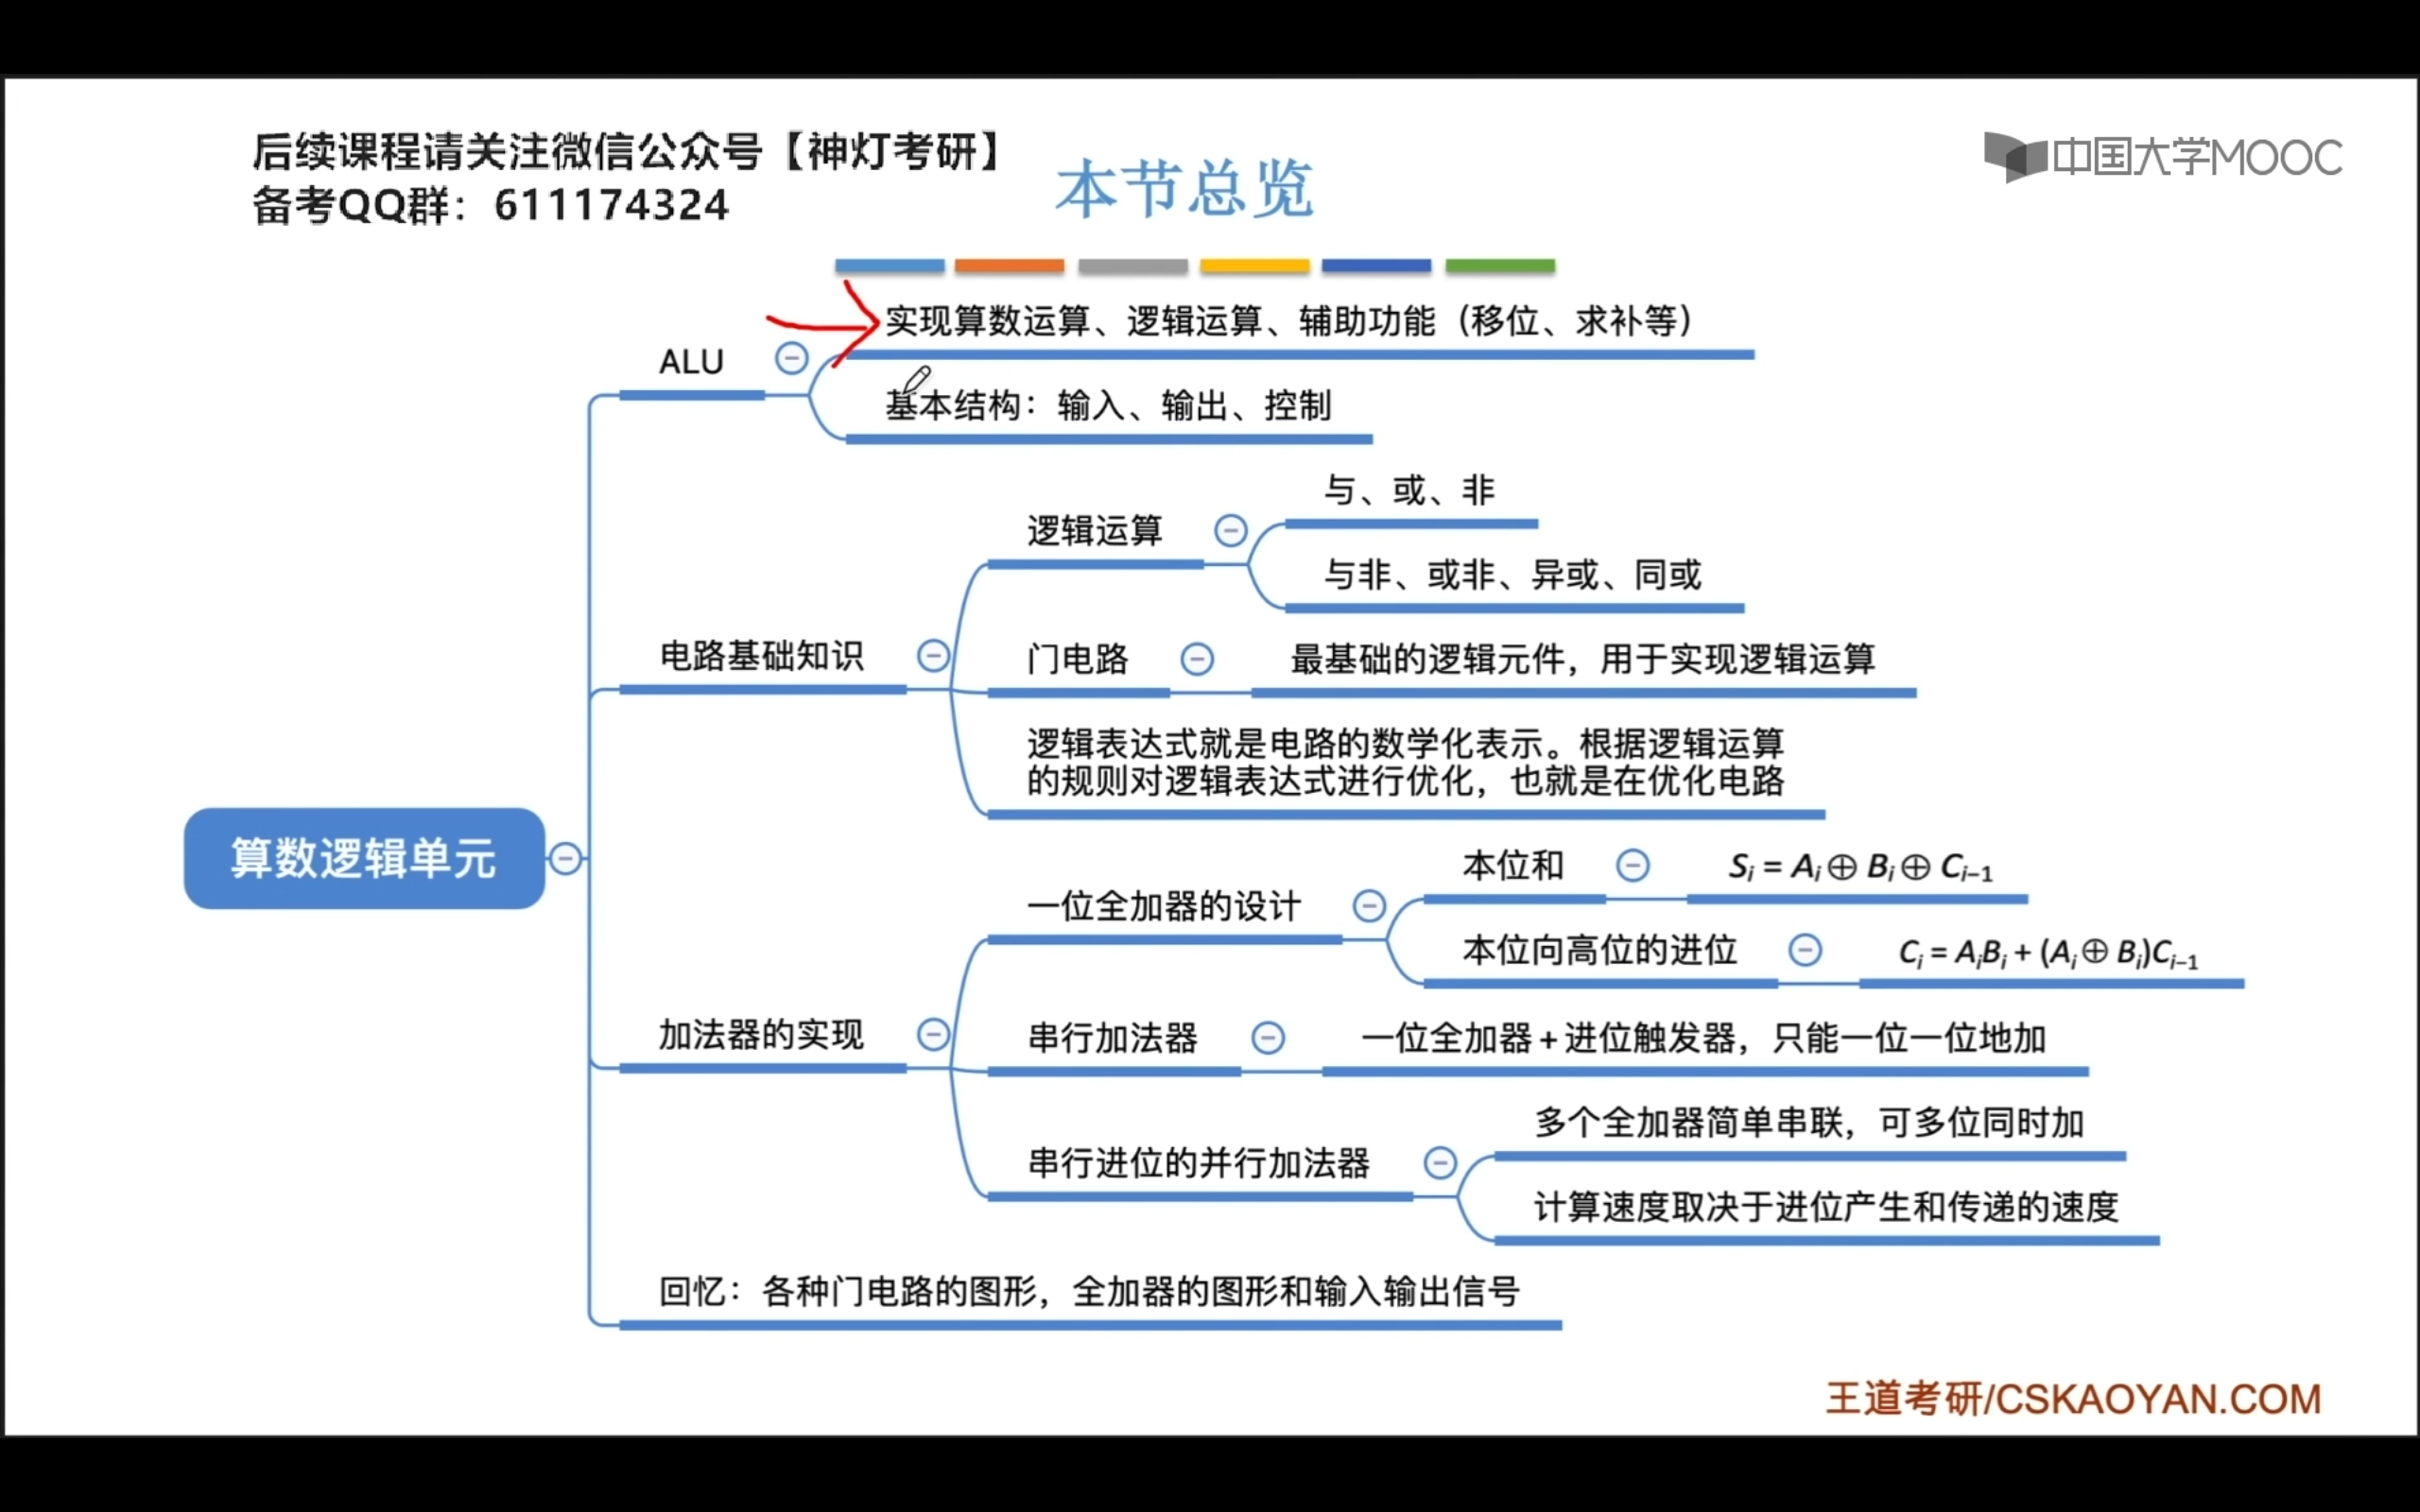 后续课程请关注微信公众号【神灯考研】
备考QQ群：611174324
中国大学MOOC
本节总览
实现算数运算、逻辑运算、辅助功能（移位、求补等）
ALU
基本结构：输入、输出、控制
与、或、非
逻辑运算
与非、或非、异或、同或
电路基础知识
门电路
最基础的逻辑元件，用于实现逻辑运算
逻辑表达式就是电路的数学化表示。根据逻辑运算
的规则对逻辑表达式进行优化，也就是在优化电路
算数逻辑单元
本位和
Sᵢ = Aᵢ ⊕ Bᵢ ⊕ Cᵢ₋₁
一位全加器的设计
本位向高位的进位
Cᵢ = AᵢBᵢ + (Aᵢ ⊕ Bᵢ)Cᵢ₋₁
加法器的实现
串行加法器
一位全加器 + 进位触发器，只能一位一位地加
多个全加器简单串联，可多位同时加
串行进位的并行加法器
计算速度取决于进位产生和传递的速度
回忆：各种门电路的图形，全加器的图形和输入输出信号
王道考研/CSKAOYAN.COM